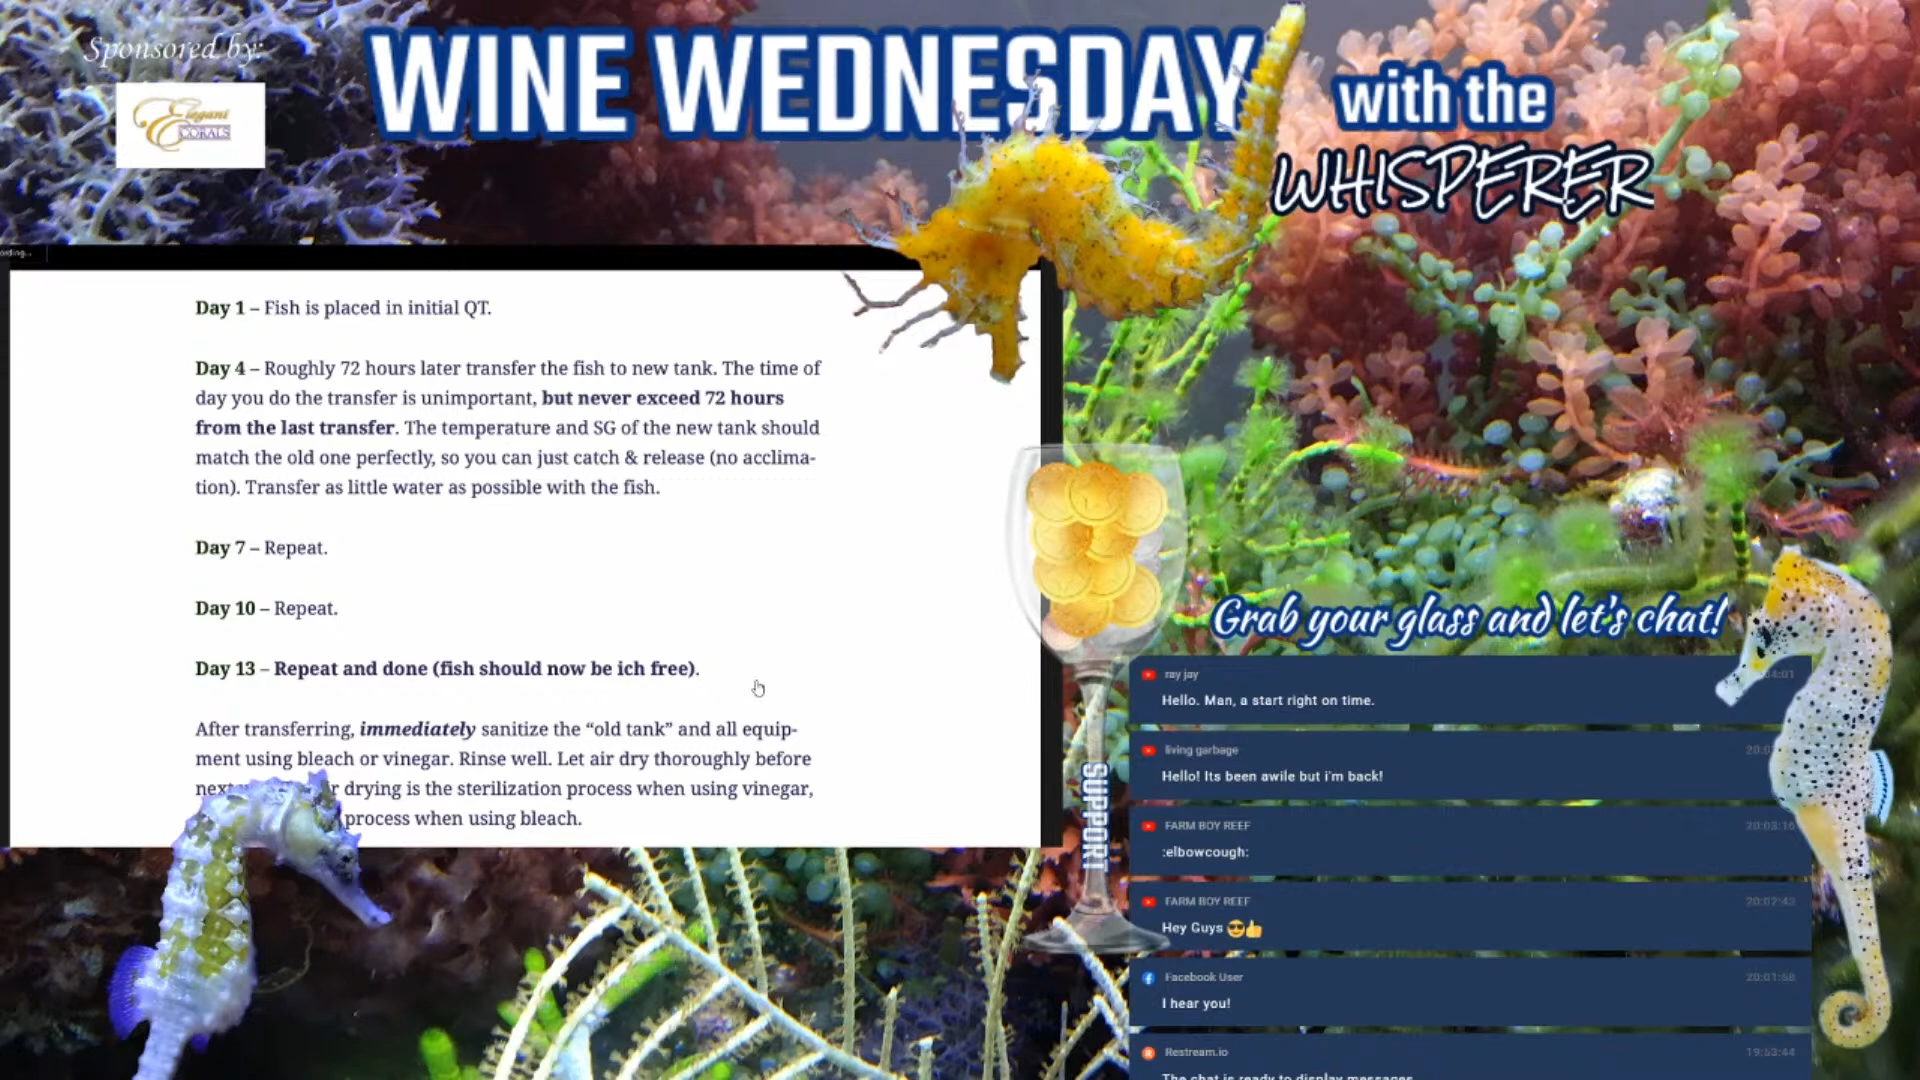 Sponsored by:
Elegant
CORALS
WINE WEDNESDAY
with the
WHISPERER
Day 1 – Fish is placed in initial QT.
Day 4 – Roughly 72 hours later transfer the fish to new tank. The time of
day you do the transfer is unimportant, but never exceed 72 hours
from the last transfer. The temperature and SG of the new tank should
match the old one perfectly, so you can just catch & release (no acclima-
tion). Transfer as little water as possible with the fish.
Day 7 – Repeat.
Day 10 – Repeat.
Day 13 – Repeat and done (fish should now be ich free).
After transferring, immediately sanitize the “old tank” and all equip-
ment using bleach or vinegar. Rinse well. Let air dry thoroughly before
drying is the sterilization process when using vinegar,
process when using bleach.
SUPPORT
Grab your glass and let's chat!
ray jay
Hello. Man, a start right on time.
living garbage
Hello! Its been awile but i'm back!
FARM BOY REEF 20:03:16
:elbowcough:
FARM BOY REEF 20:02:43
Hey Guys 😎👍
Facebook User 20:01:58
I hear you!
Restream.io 19:53:44
The chat is ready to display messages